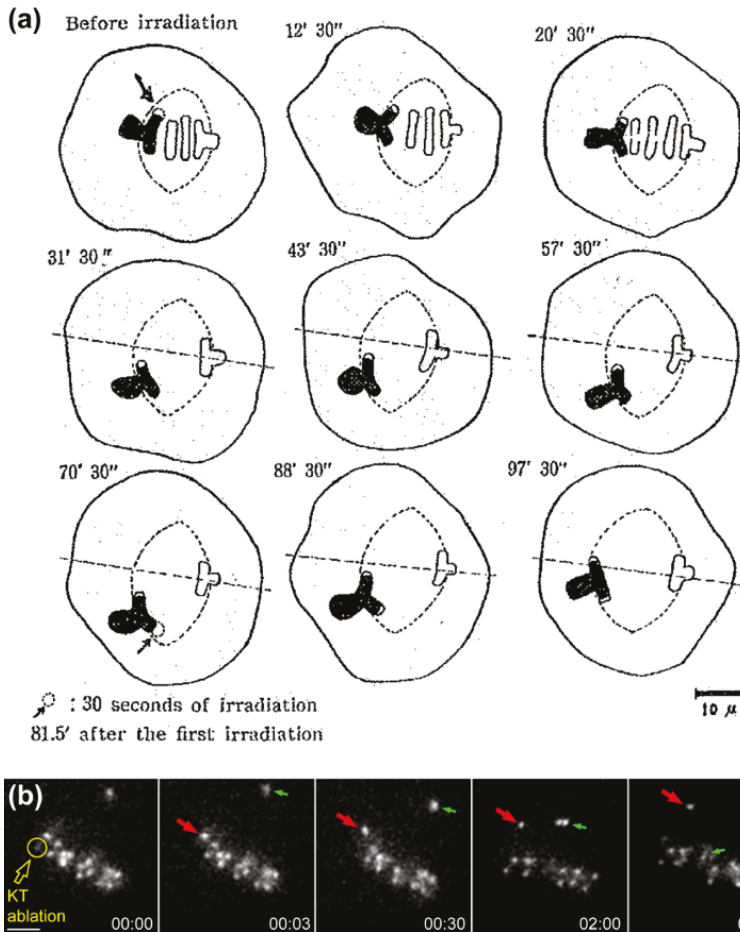 (a)
Before irradiation
12' 30"
20' 30"
31' 30"
43' 30"
57' 30"
70' 30"
88' 30"
97' 30"
: 30 seconds of irradiation
81.5' after the first irradiation
10 μ
(b)
KT
ablation
00:00
00:03
00:30
02:00